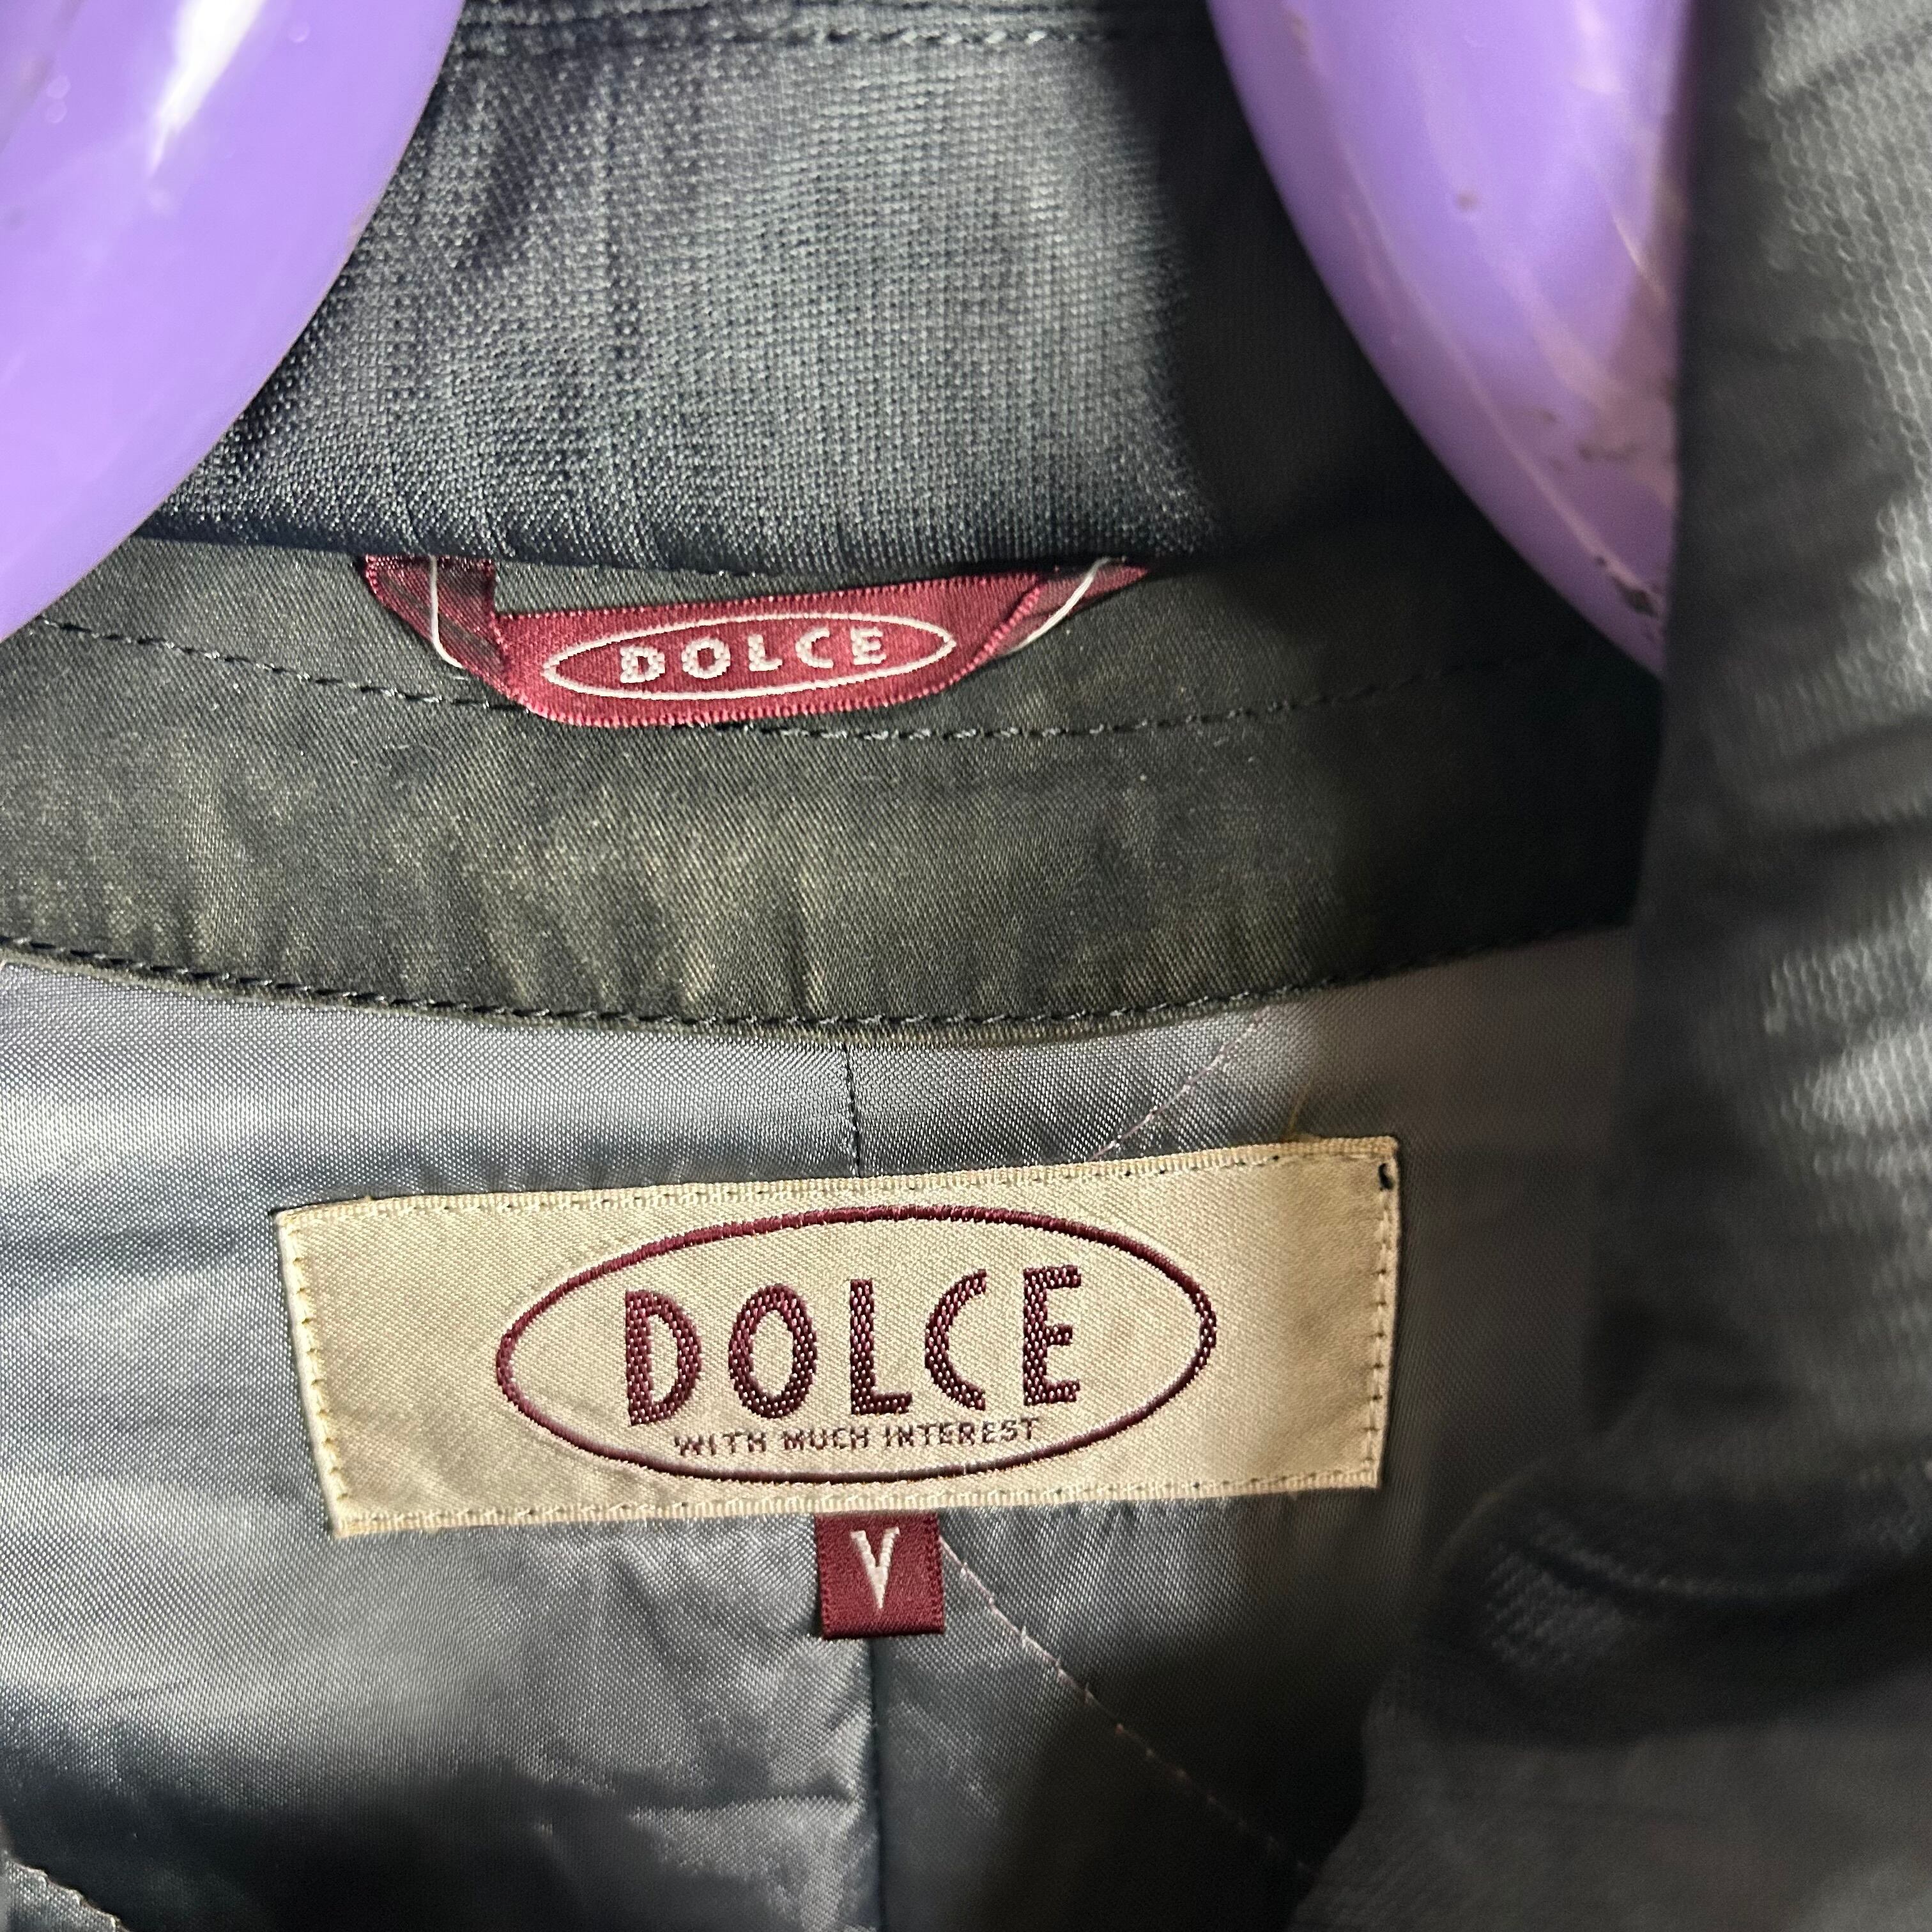 DOLCE
DOLCE
WITH MUCH INTEREST
V